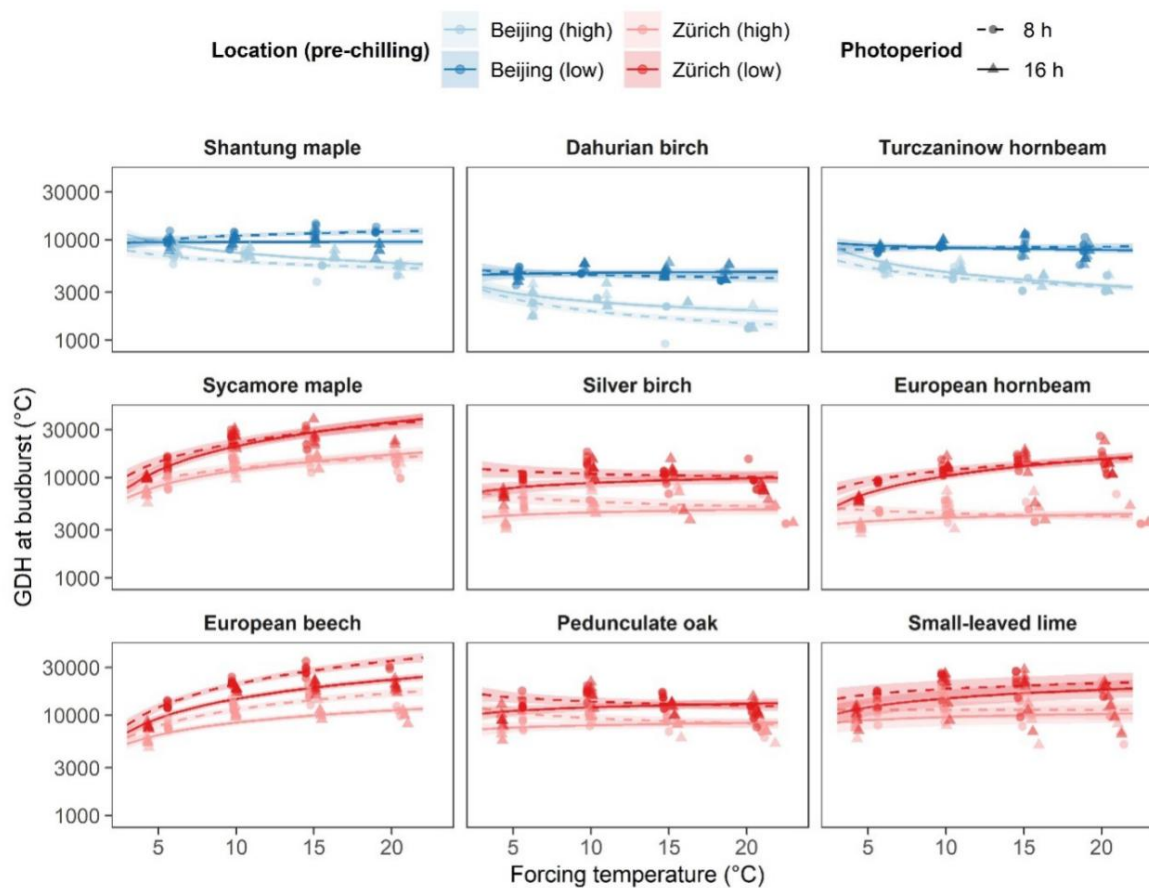 Location (pre-chilling)
Beijing (high)
Zürich (high)
Beijing (low)
Zürich (low)
Photoperiod
8 h
16 h
Shantung maple
Dahurian birch
Turczaninow hornbeam
30000
10000
3000
1000
Sycamore maple
Silver birch
European hornbeam
30000
10000
3000
1000
GDH at budburst (°C)
European beech
Pedunculate oak
Small-leaved lime
30000
10000
3000
1000
5 10 15 20
5 10 15 20
5 10 15 20
Forcing temperature (°C)